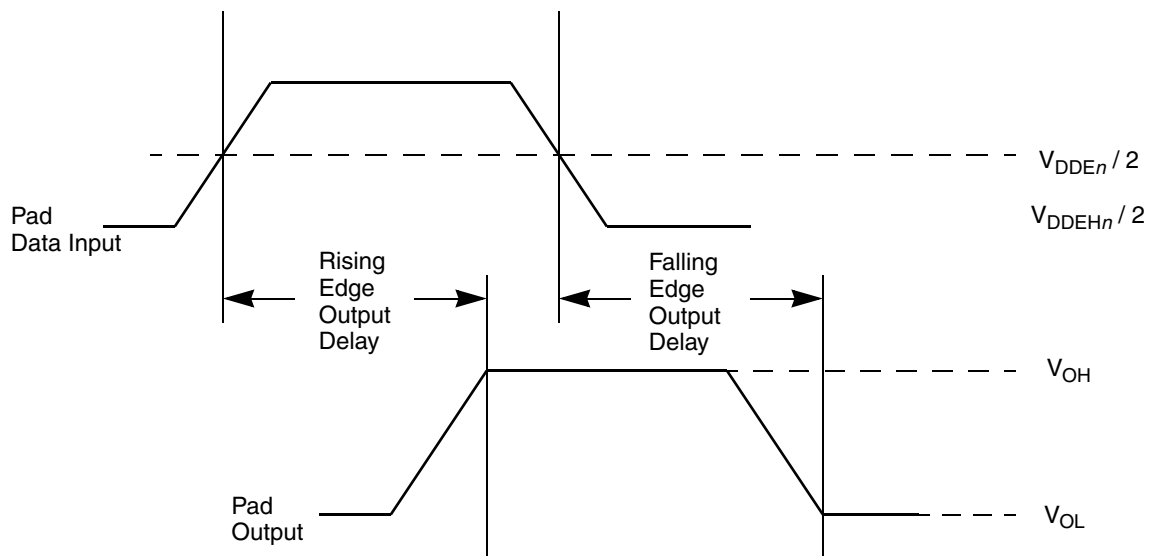 V_DDEn / 2
Pad
Data Input
V_DDEHn / 2
Rising
Edge
Output
Delay
Falling
Edge
Output
Delay
V_OH
Pad
Output
V_OL